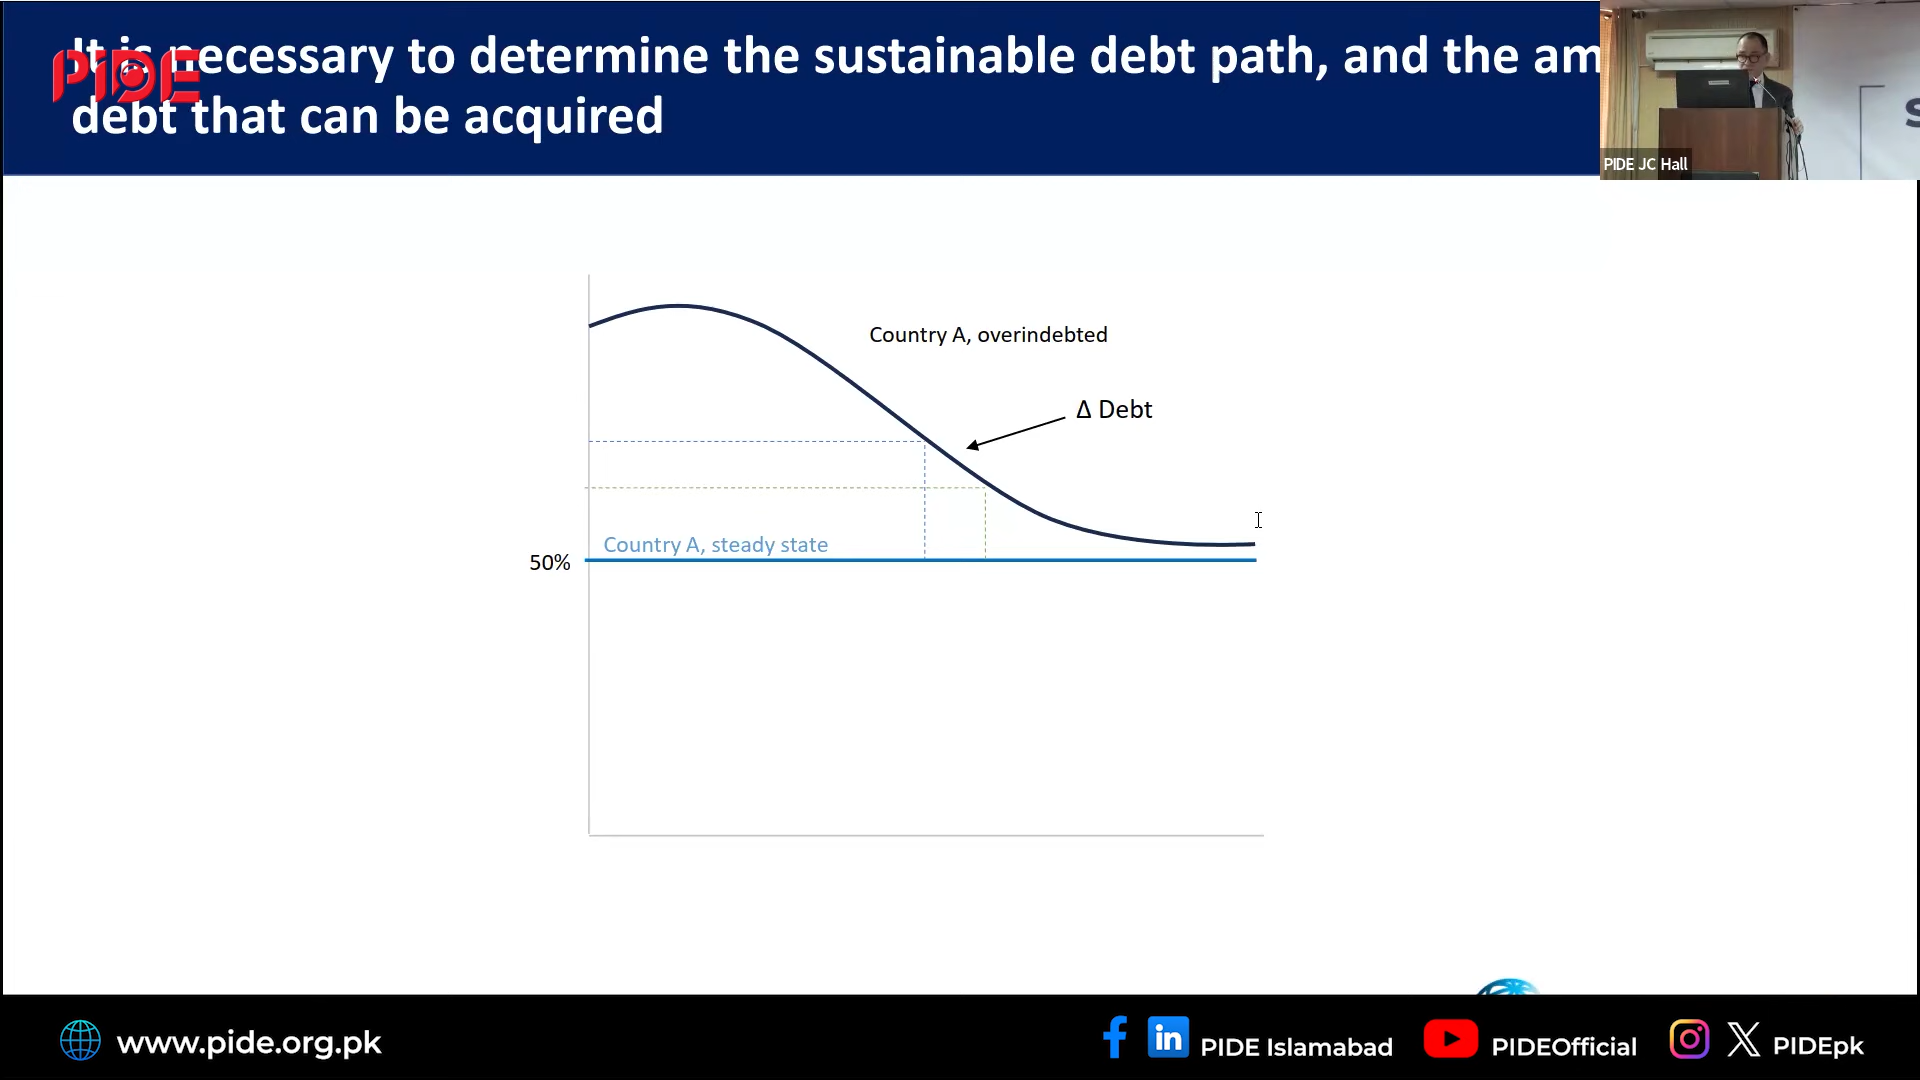 PIDE
It is necessary to determine the sustainable debt path, and the am
debt that can be acquired
PIDE JC Hall
S
Country A, overindebted
Δ Debt
Country A, steady state
50%
www.pide.org.pk
PIDE Islamabad
PIDEOfficial
PIDEpk